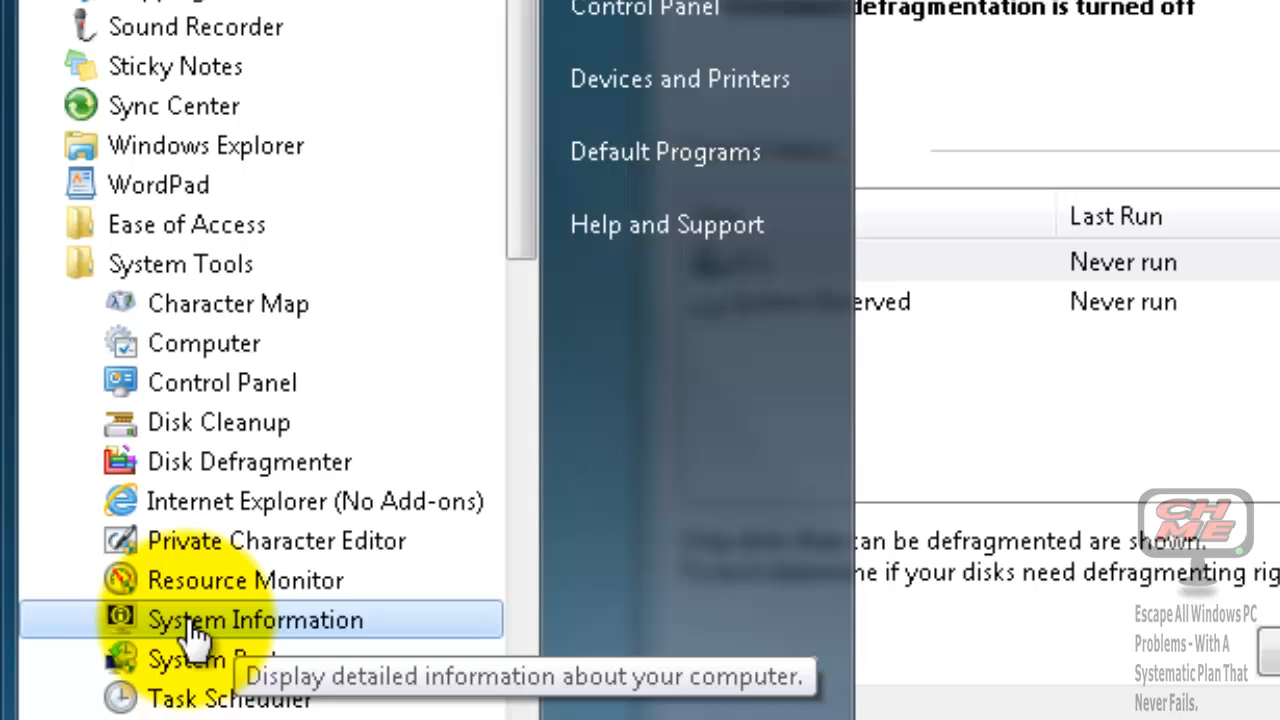 Sound Recorder
Sticky Notes
Sync Center
Windows Explorer
WordPad
Ease of Access
System Tools
Character Map
Computer
Control Panel
Disk Cleanup
Disk Defragmenter
Internet Explorer (No Add-ons)
Private Character Editor
Resource Monitor
System Information
System
Display detailed information about your computer.
Task Scheduler
Control Panel
Devices and Printers
Default Programs
Help and Support
defragmentation is turned off
Last Run
Never run
erved
Never run
can be defragmented are shown.
e if your disks need defragmenting rig
CH
ME
Escape All Windows PC
Problems - With A
Systematic Plan That
Never Fails.